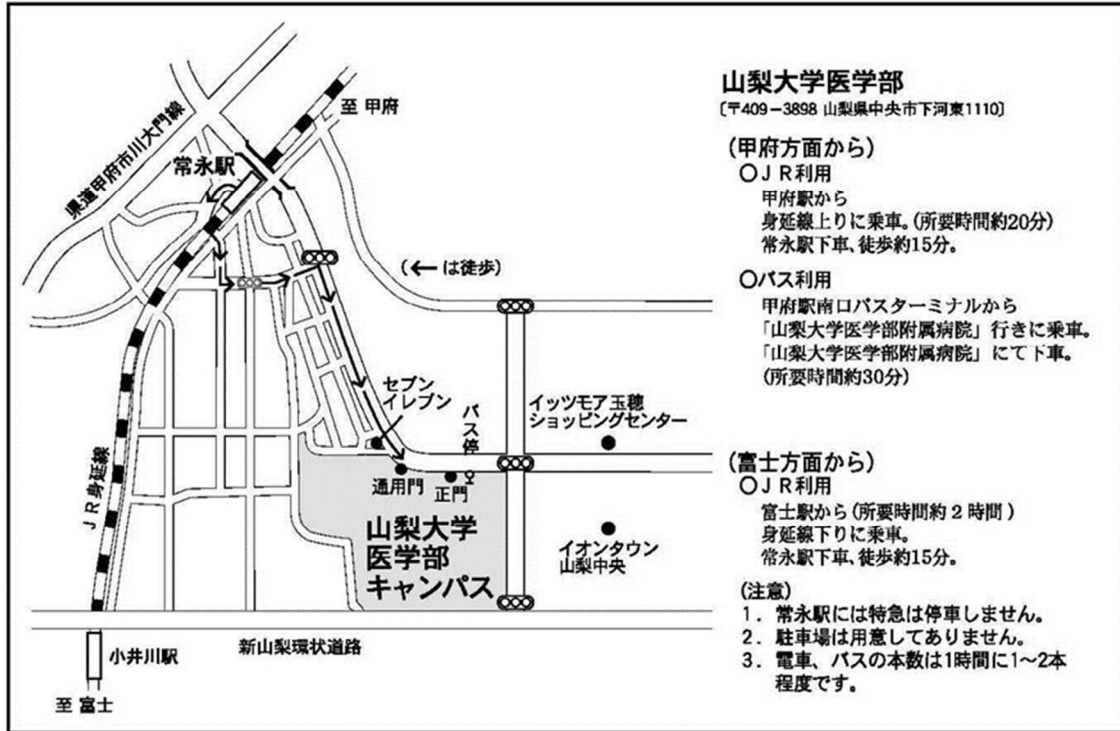 至 甲府
県道甲府市川大門線
常永駅
(← は徒歩)
セブン
イレブン
バス停
イッツモア玉穂
ショッピングセンター
通用門
正門
山梨大学
医学部
キャンパス
イオンタウン
山梨中央
JR身延線
新山梨環状道路
小井川駅
至 富士
山梨大学医学部
〔〒409-3898 山梨県中央市下河東1110〕
(甲府方面から)
○JR利用
甲府駅から
身延線上りに乗車。(所要時間約20分)
常永駅下車、徒歩約15分。
○バス利用
甲府駅南口バスターミナルから
「山梨大学医学部附属病院」行きに乗車。
「山梨大学医学部附属病院」にて下車。
(所要時間約30分)
(富士方面から)
○JR利用
富士駅から(所要時間約2時間)
身延線下りに乗車。
常永駅下車、徒歩約15分。
(注意)
1. 常永駅には特急は停車しません。
2. 駐車場は用意してありません。
3. 電車、バスの本数は1時間に1~2本
程度です。